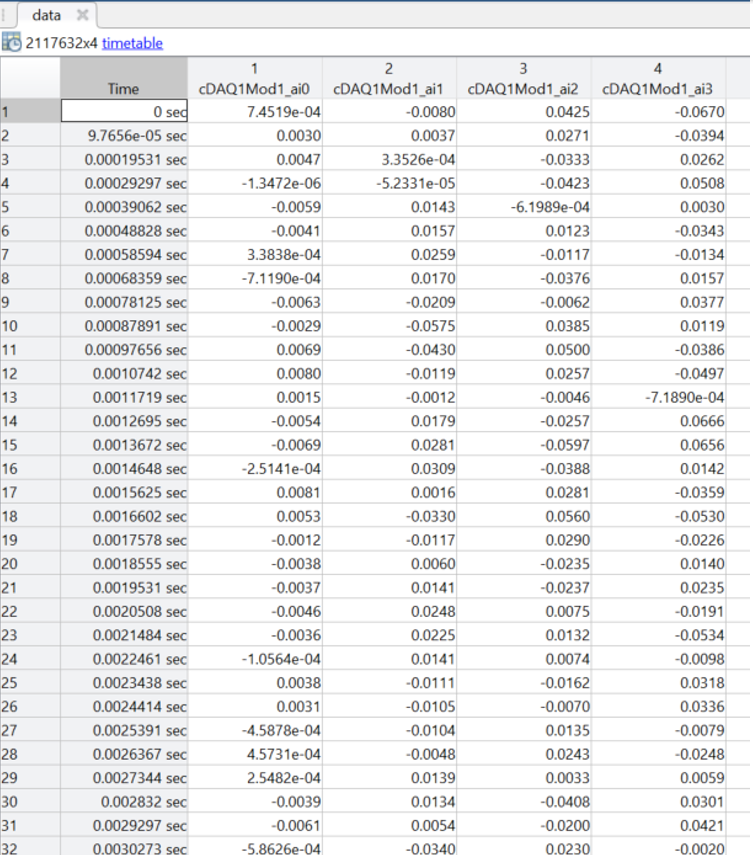 data
2117632x4 timetable
1 2 3 4
Time cDAQ1Mod1_ai0 cDAQ1Mod1_ai1 cDAQ1Mod1_ai2 cDAQ1Mod1_ai3
1 0 sec 7.4519e-04 -0.0080 0.0425 -0.0670
2 9.7656e-05 sec 0.0030 0.0037 0.0271 -0.0394
3 0.00019531 sec 0.0047 3.3526e-04 -0.0333 0.0262
4 0.00029297 sec -1.3472e-06 -5.2331e-05 -0.0423 0.0508
5 0.00039062 sec -0.0059 0.0143 -6.1989e-04 0.0030
6 0.00048828 sec -0.0041 0.0157 0.0123 -0.0343
7 0.00058594 sec 3.3838e-04 0.0259 -0.0117 -0.0134
8 0.00068359 sec -7.1190e-04 0.0170 -0.0376 0.0157
9 0.00078125 sec -0.0063 -0.0209 -0.0062 0.0377
10 0.00087891 sec -0.0029 -0.0575 0.0385 0.0119
11 0.00097656 sec 0.0069 -0.0430 0.0500 -0.0386
12 0.0010742 sec 0.0080 -0.0119 0.0257 -0.0497
13 0.0011719 sec 0.0015 -0.0012 -0.0046 -7.1890e-04
14 0.0012695 sec -0.0054 0.0179 -0.0257 0.0666
15 0.0013672 sec -0.0069 0.0281 -0.0597 0.0656
16 0.0014648 sec -2.5141e-04 0.0309 -0.0388 0.0142
17 0.0015625 sec 0.0081 0.0016 0.0281 -0.0359
18 0.0016602 sec 0.0053 -0.0330 0.0560 -0.0530
19 0.0017578 sec -0.0012 -0.0117 0.0290 -0.0226
20 0.0018555 sec -0.0038 0.0060 -0.0235 0.0140
21 0.0019531 sec -0.0037 0.0141 -0.0237 0.0235
22 0.0020508 sec -0.0046 0.0248 0.0075 -0.0191
23 0.0021484 sec -0.0036 0.0225 0.0132 -0.0534
24 0.0022461 sec -1.0564e-04 0.0141 0.0074 -0.0098
25 0.0023438 sec 0.0038 -0.0111 -0.0162 0.0318
26 0.0024414 sec 0.0031 -0.0105 -0.0070 0.0336
27 0.0025391 sec -4.5878e-04 -0.0104 0.0135 -0.0079
28 0.0026367 sec 4.5731e-04 -0.0048 0.0243 -0.0248
29 0.0027344 sec 2.5482e-04 0.0139 0.0033 0.0059
30 0.002832 sec -0.0039 0.0134 -0.0408 0.0301
31 0.0029297 sec -0.0061 0.0054 -0.0200 0.0421
32 0.0030273 sec -5.8626e-04 -0.0340 0.0230 -0.0020